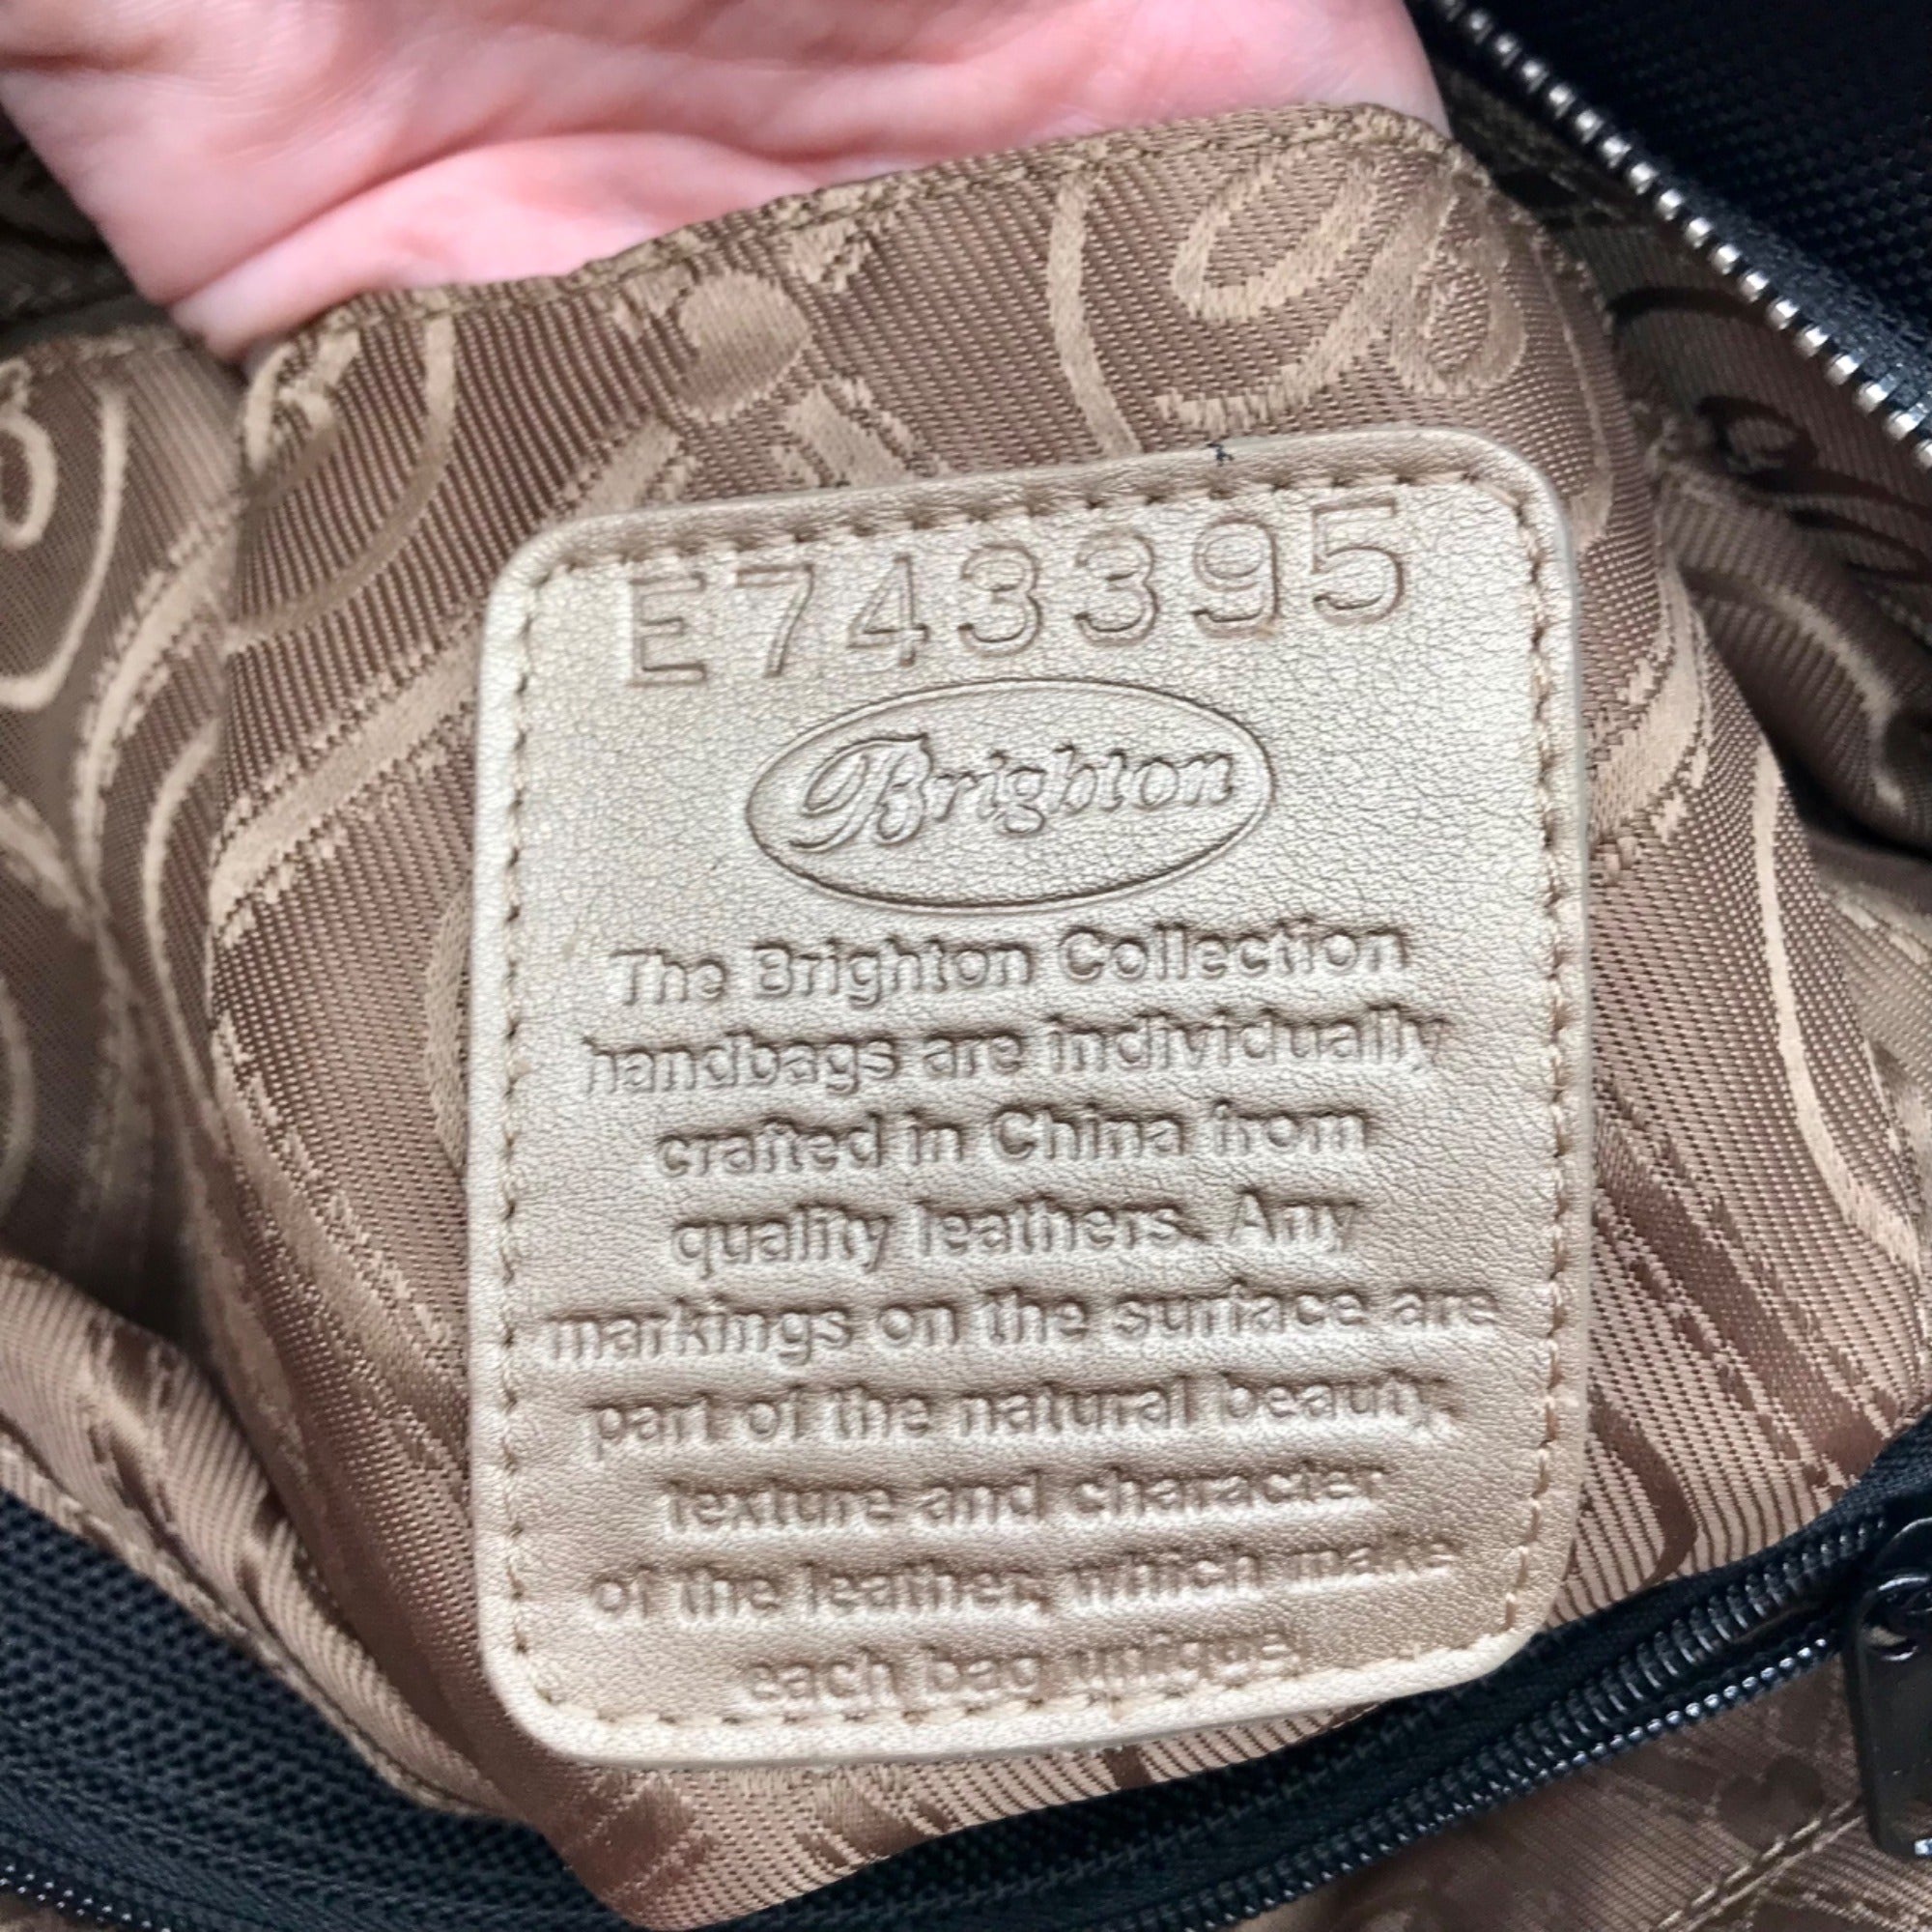 E743395
Brighton
The Brighton Collection
handbags are individually
crafted in China from
quality leathers. Any
markings on the surface are
part of the natural beauty,
texture and character
of the leather, which make
each bag unique.